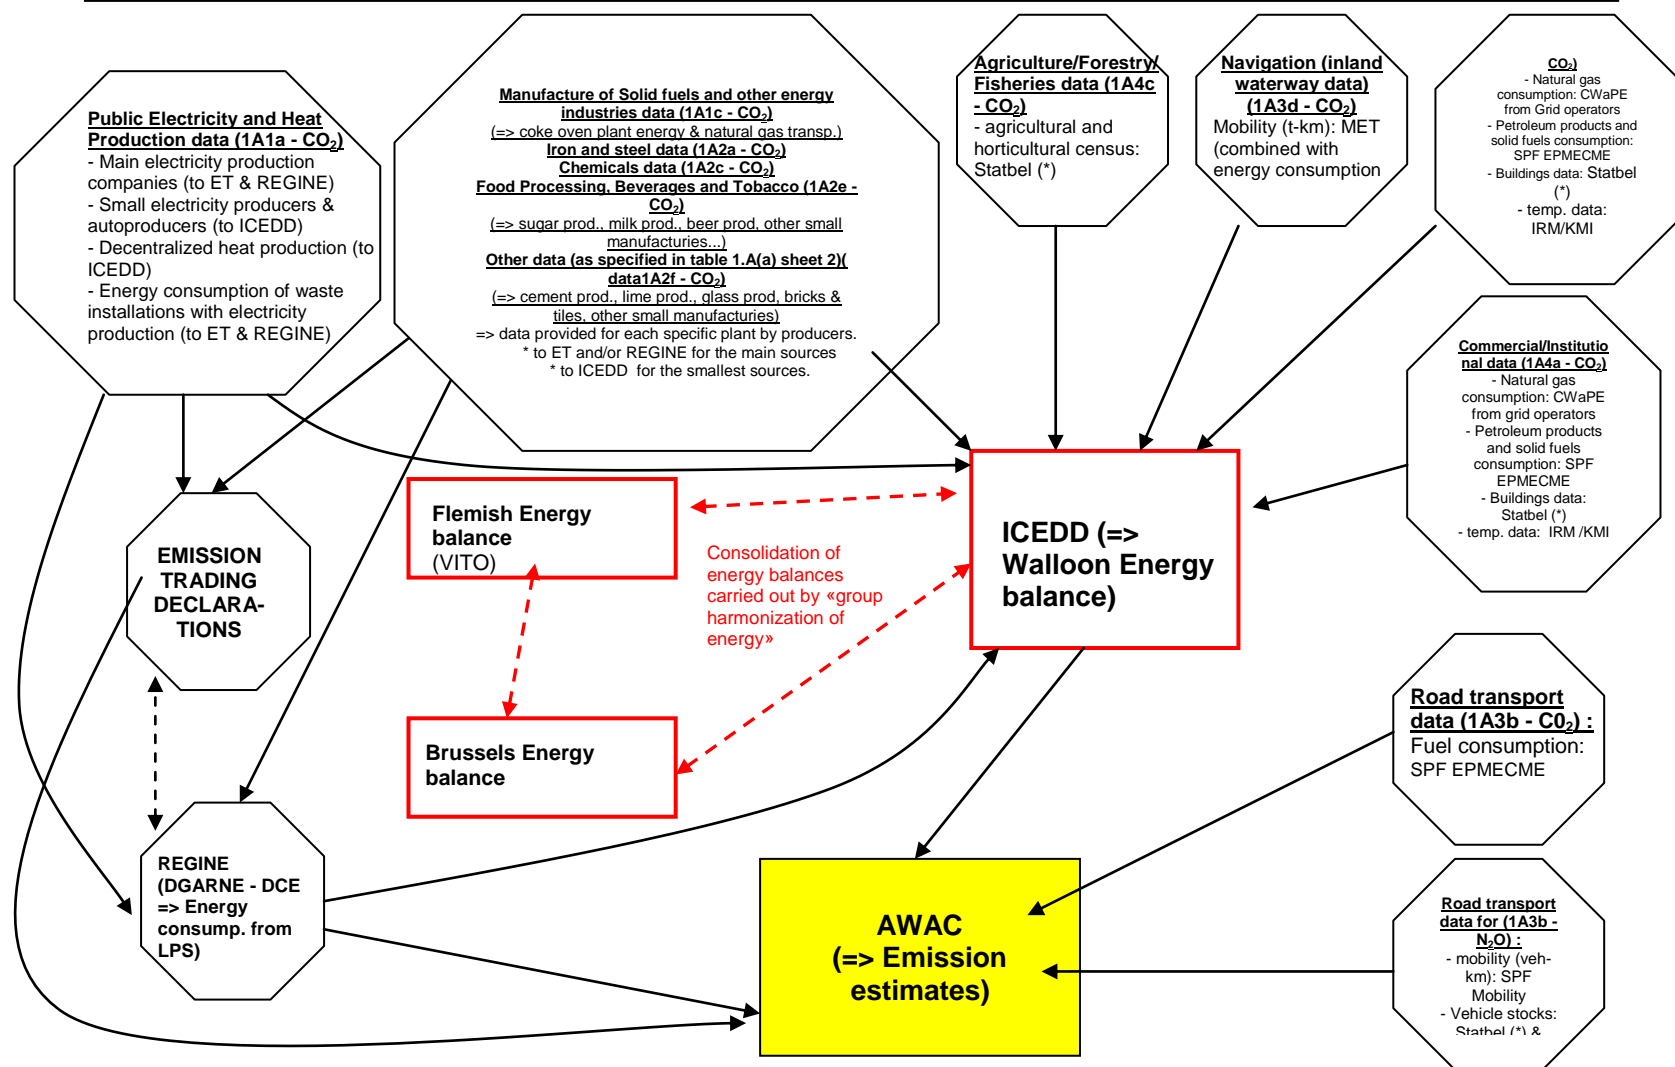 Public Electricity and Heat
Production data (1A1a - CO₂)
- Main electricity production
companies (to ET & REGINE)
- Small electricity producers &
autoproducers (to ICEDD)
- Decentralized heat production (to
ICEDD)
- Energy consumption of waste
installations with electricity
production (to ET & REGINE)
Manufacture of Solid fuels and other energy
industries data (1A1c - CO₂)
(=> coke oven plant energy & natural gas transp.)
Iron and steel data (1A2a - CO₂)
Chemicals data (1A2c - CO₂)
Food Processing, Beverages and Tobacco (1A2e -
CO₂)
(=> sugar prod., milk prod., beer prod, other small
manufacturies...)
Other data (as specified in table 1.A(a) sheet 2)(
data1A2f - CO₂)
(=> cement prod., lime prod., glass prod, bricks &
tiles, other small manufacturies)
=> data provided for each specific plant by producers.
* to ET and/or REGINE for the main sources
* to ICEDD for the smallest sources.
Agriculture/Forestry/
Fisheries data (1A4c
- CO₂)
- agricultural and
horticultural census:
Statbel (*)
Navigation (inland
waterway data)
(1A3d - CO₂)
Mobility (t-km): MET
(combined with
energy consumption
CO₂)
- Natural gas
consumption: CWaPE
from Grid operators
- Petroleum products and
solid fuels consumption:
SPF EPMECME
- Buildings data: Statbel
(*)
- temp. data:
IRM/KMI
Commercial/Institutio
nal data (1A4a - CO₂)
- Natural gas
consumption: CWaPE
from grid operators
- Petroleum products
and solid fuels
consumption: SPF
EPMECME
- Buildings data:
Statbel (*)
- temp. data: IRM /KMI
EMISSION
TRADING
DECLARA-
TIONS
Flemish Energy
balance
(VITO)
Consolidation of
energy balances
carried out by «group
harmonization of
energy»
ICEDD (=>
Walloon Energy
balance)
Brussels Energy
balance
Road transport
data (1A3b - C0₂) :
Fuel consumption:
SPF EPMECME
REGINE
(DGARNE - DCE
=> Energy
consump. from
LPS)
AWAC
(=> Emission
estimates)
Road transport
data for (1A3b -
N₂O) :
- mobility (veh-
km): SPF
Mobility
- Vehicle stocks:
Statbel (*) &